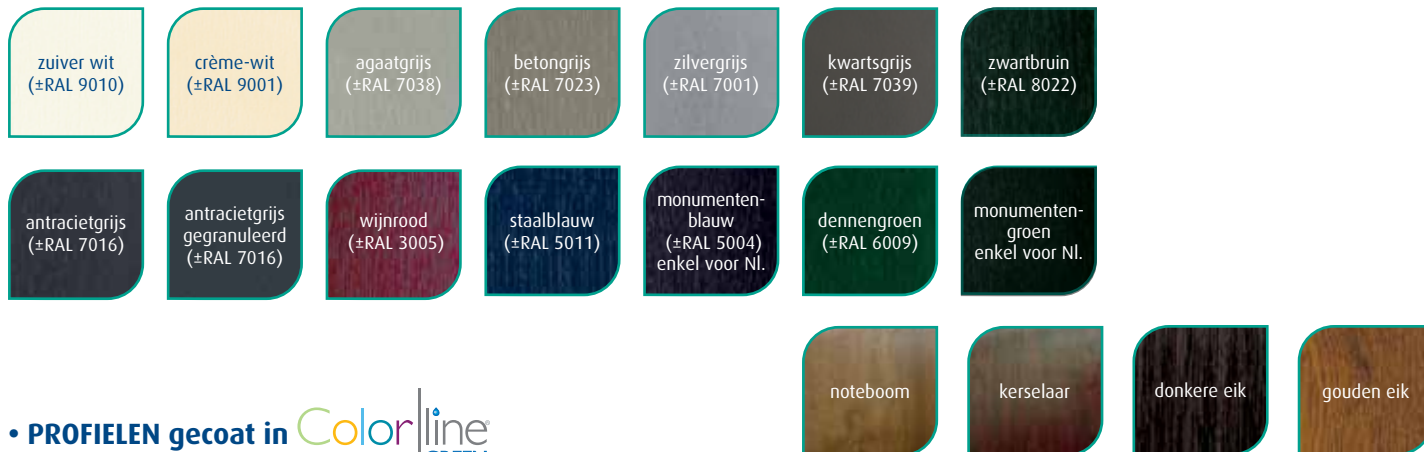 zuiver wit
(±RAL 9010)
crème-wit
(±RAL 9001)
agaatgrijs
(±RAL 7038)
betongrijs
(±RAL 7023)
zilvergrijs
(±RAL 7001)
kwartsgrijs
(±RAL 7039)
zwartbruin
(±RAL 8022)
antracietgrijs
(±RAL 7016)
antracietgrijs
gegranuleerd
(±RAL 7016)
wijnrood
(±RAL 3005)
staalblauw
(±RAL 5011)
monumenten-
blauw
(±RAL 5004)
enkel voor Nl.
dennengroen
(±RAL 6009)
monumenten-
groen
enkel voor Nl.
noteboom
kerselaar
donkere eik
gouden eik
• PROFIELEN gecoat in Colorline®